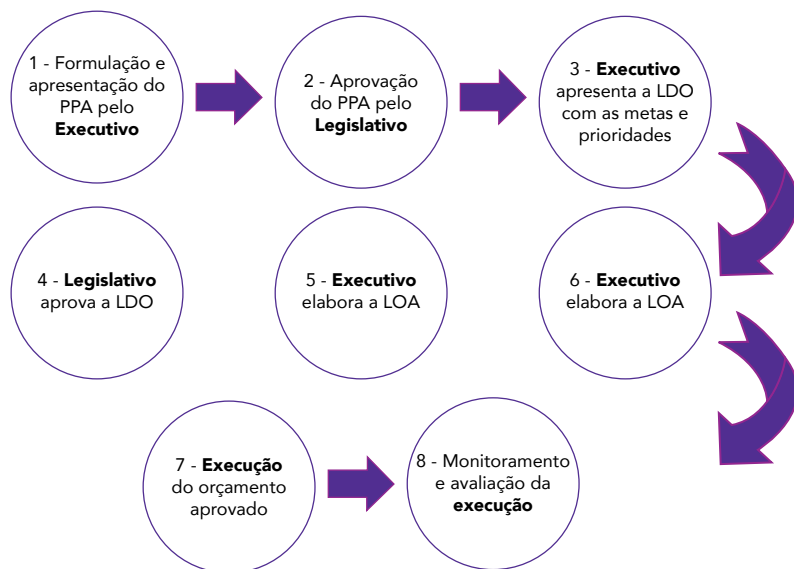 1 - Formulação e
apresentação do
PPA pelo
Executivo
2 - Aprovação
do PPA pelo
Legislativo
3 - Executivo
apresenta a LDO
com as metas e
prioridades
4 - Legislativo
aprova a LDO
5 - Executivo
elabora a LOA
6 - Executivo
elabora a LOA
7 - Execução
do orçamento
aprovado
8 - Monitoramento
e avaliação da
execução